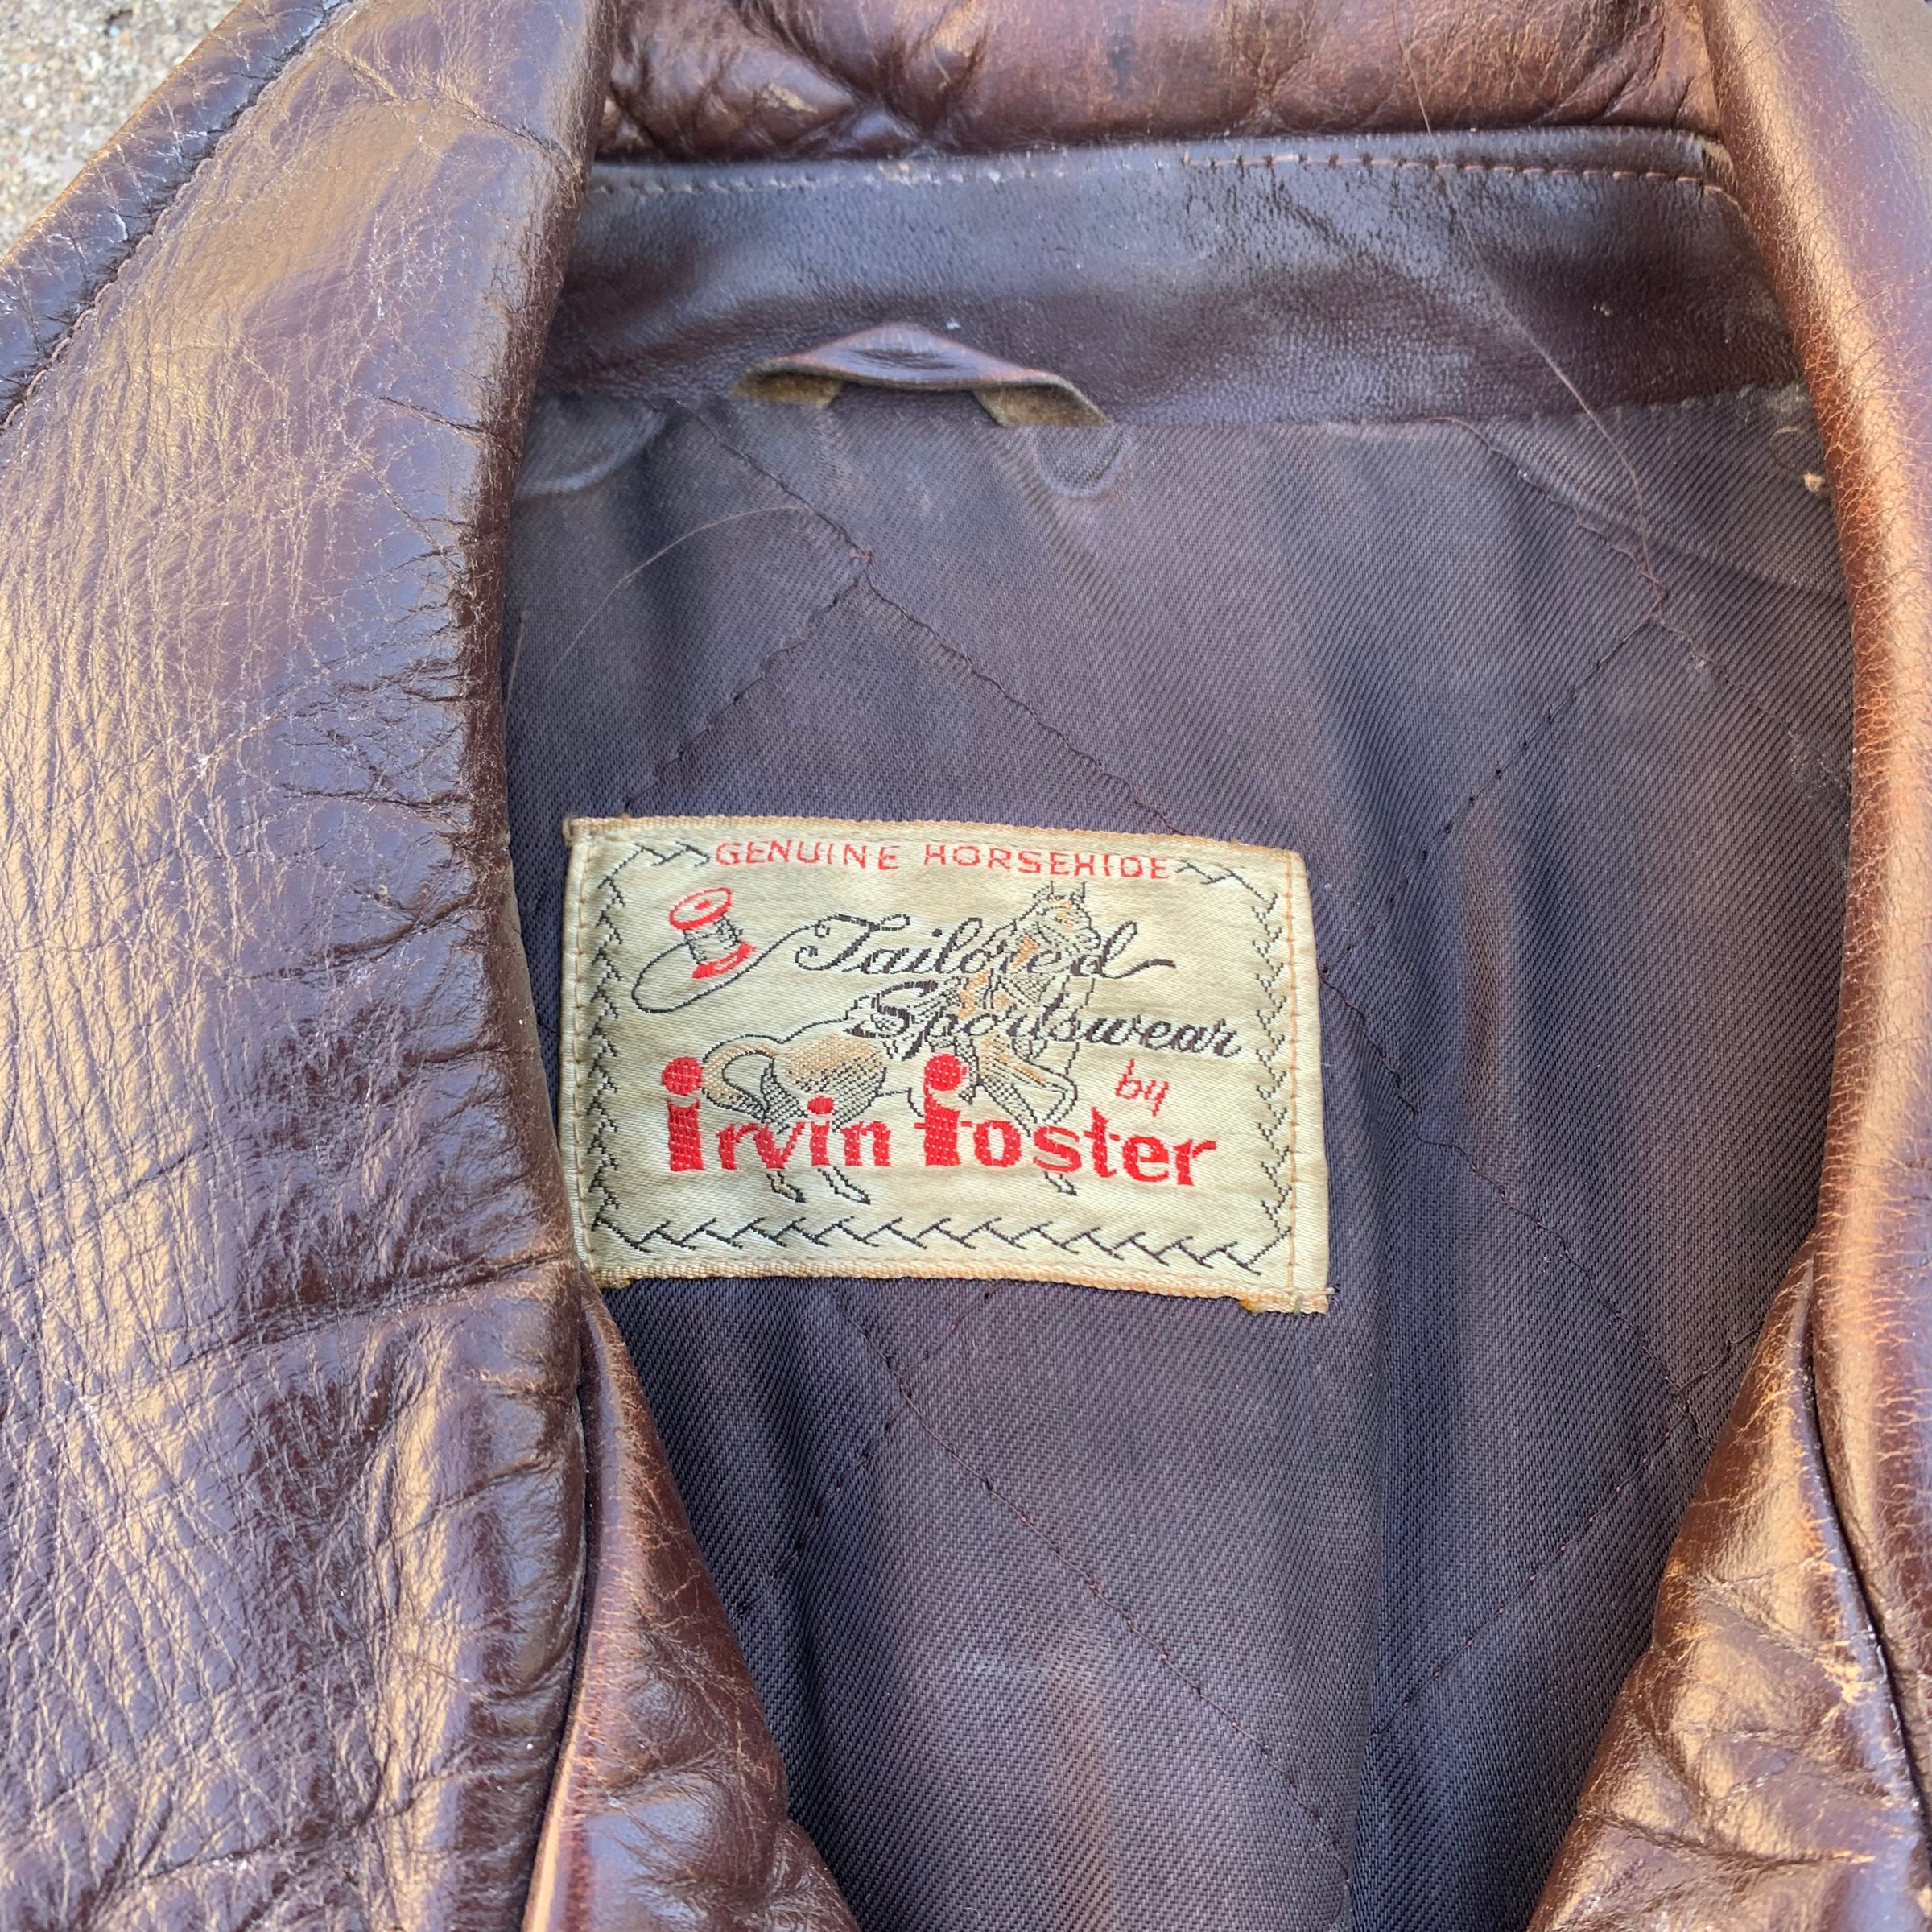 GENUINE HORSEHIDE
Tailored
Sportswear
by
irvin foster